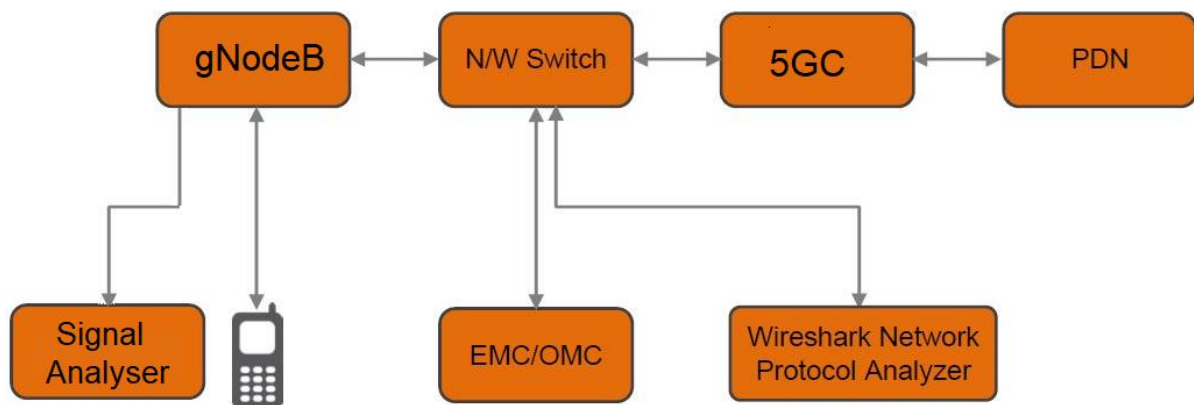 gNodeB
N/W Switch
5GC
PDN
Signal
Analyser
EMC/OMC
Wireshark Network
Protocol Analyzer